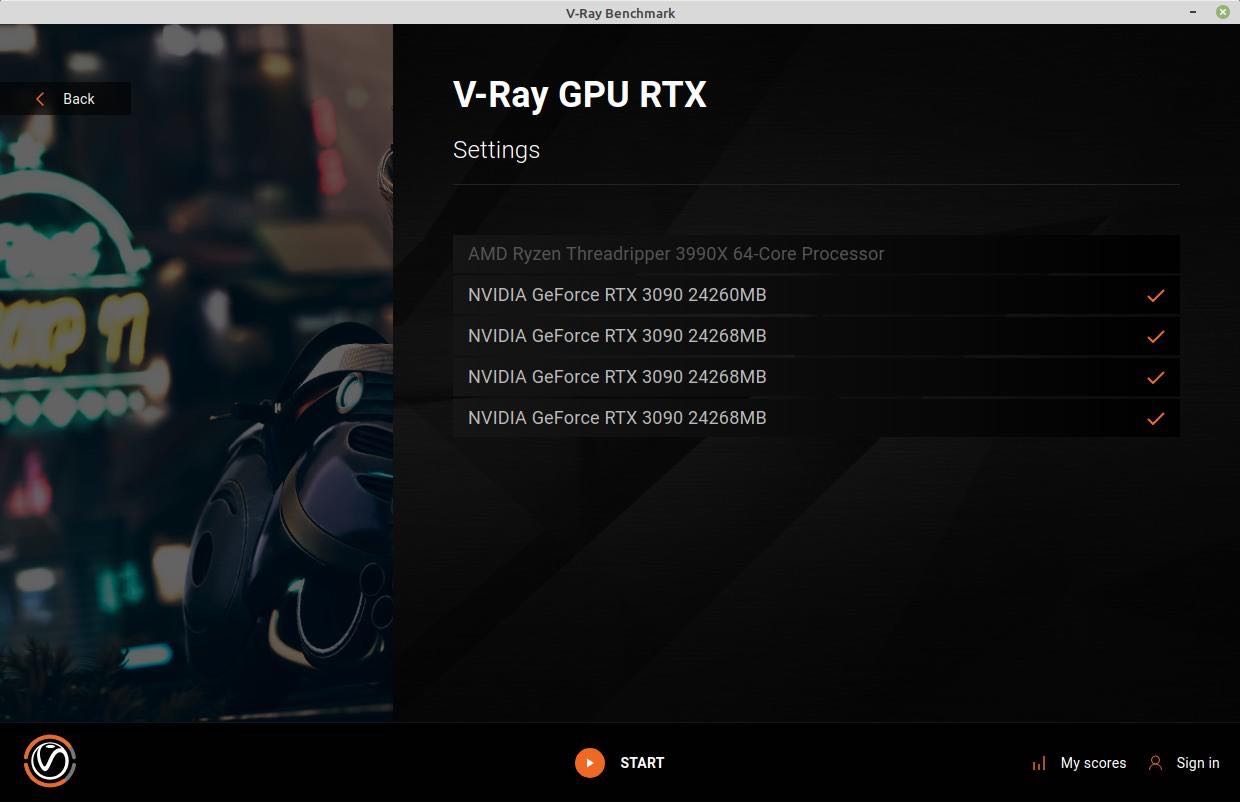 V-Ray Benchmark
Back
V-Ray GPU RTX
Settings
AMD Ryzen Threadripper 3990X 64-Core Processor
NVIDIA GeForce RTX 3090 24260MB
NVIDIA GeForce RTX 3090 24268MB
NVIDIA GeForce RTX 3090 24268MB
NVIDIA GeForce RTX 3090 24268MB
START
My scores
Sign in